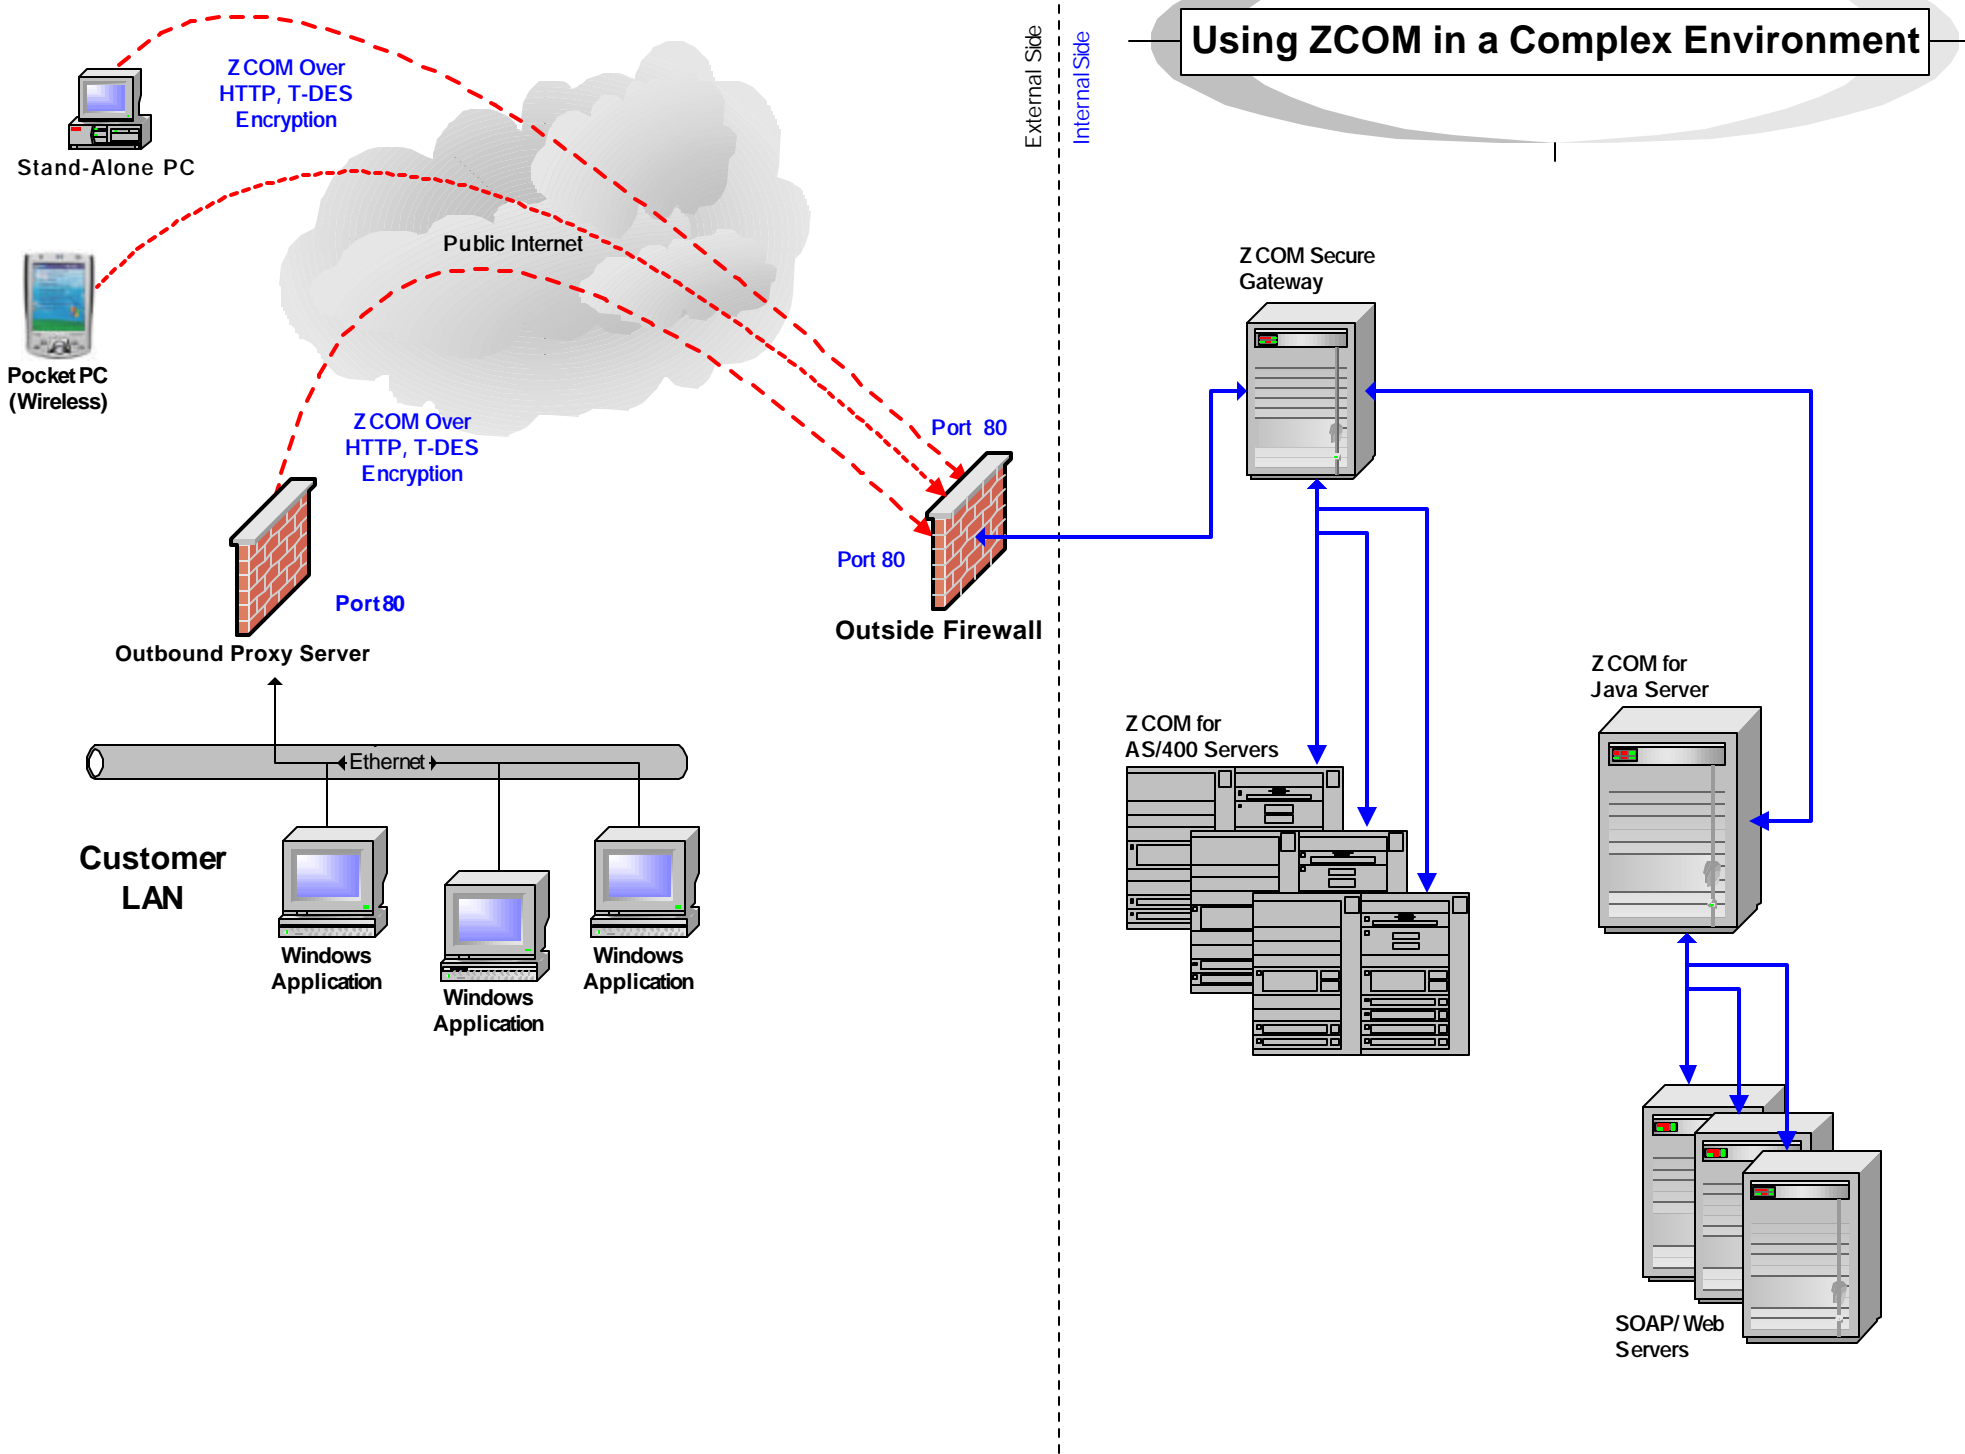 Using ZCOM in a Complex Environment
External Side
Internal Side
ZCOM Over
HTTP, T-DES
Encryption
Stand-Alone PC
Public Internet
Pocket PC
(Wireless)
ZCOM Over
HTTP, T-DES
Encryption
Port 80
Port 80
Port 80
Outside Firewall
Outbound Proxy Server
Ethernet
Customer
LAN
Windows
Application
Windows
Application
Windows
Application
ZCOM Secure
Gateway
ZCOM for
AS/400 Servers
ZCOM for
Java Server
SOAP/Web
Servers